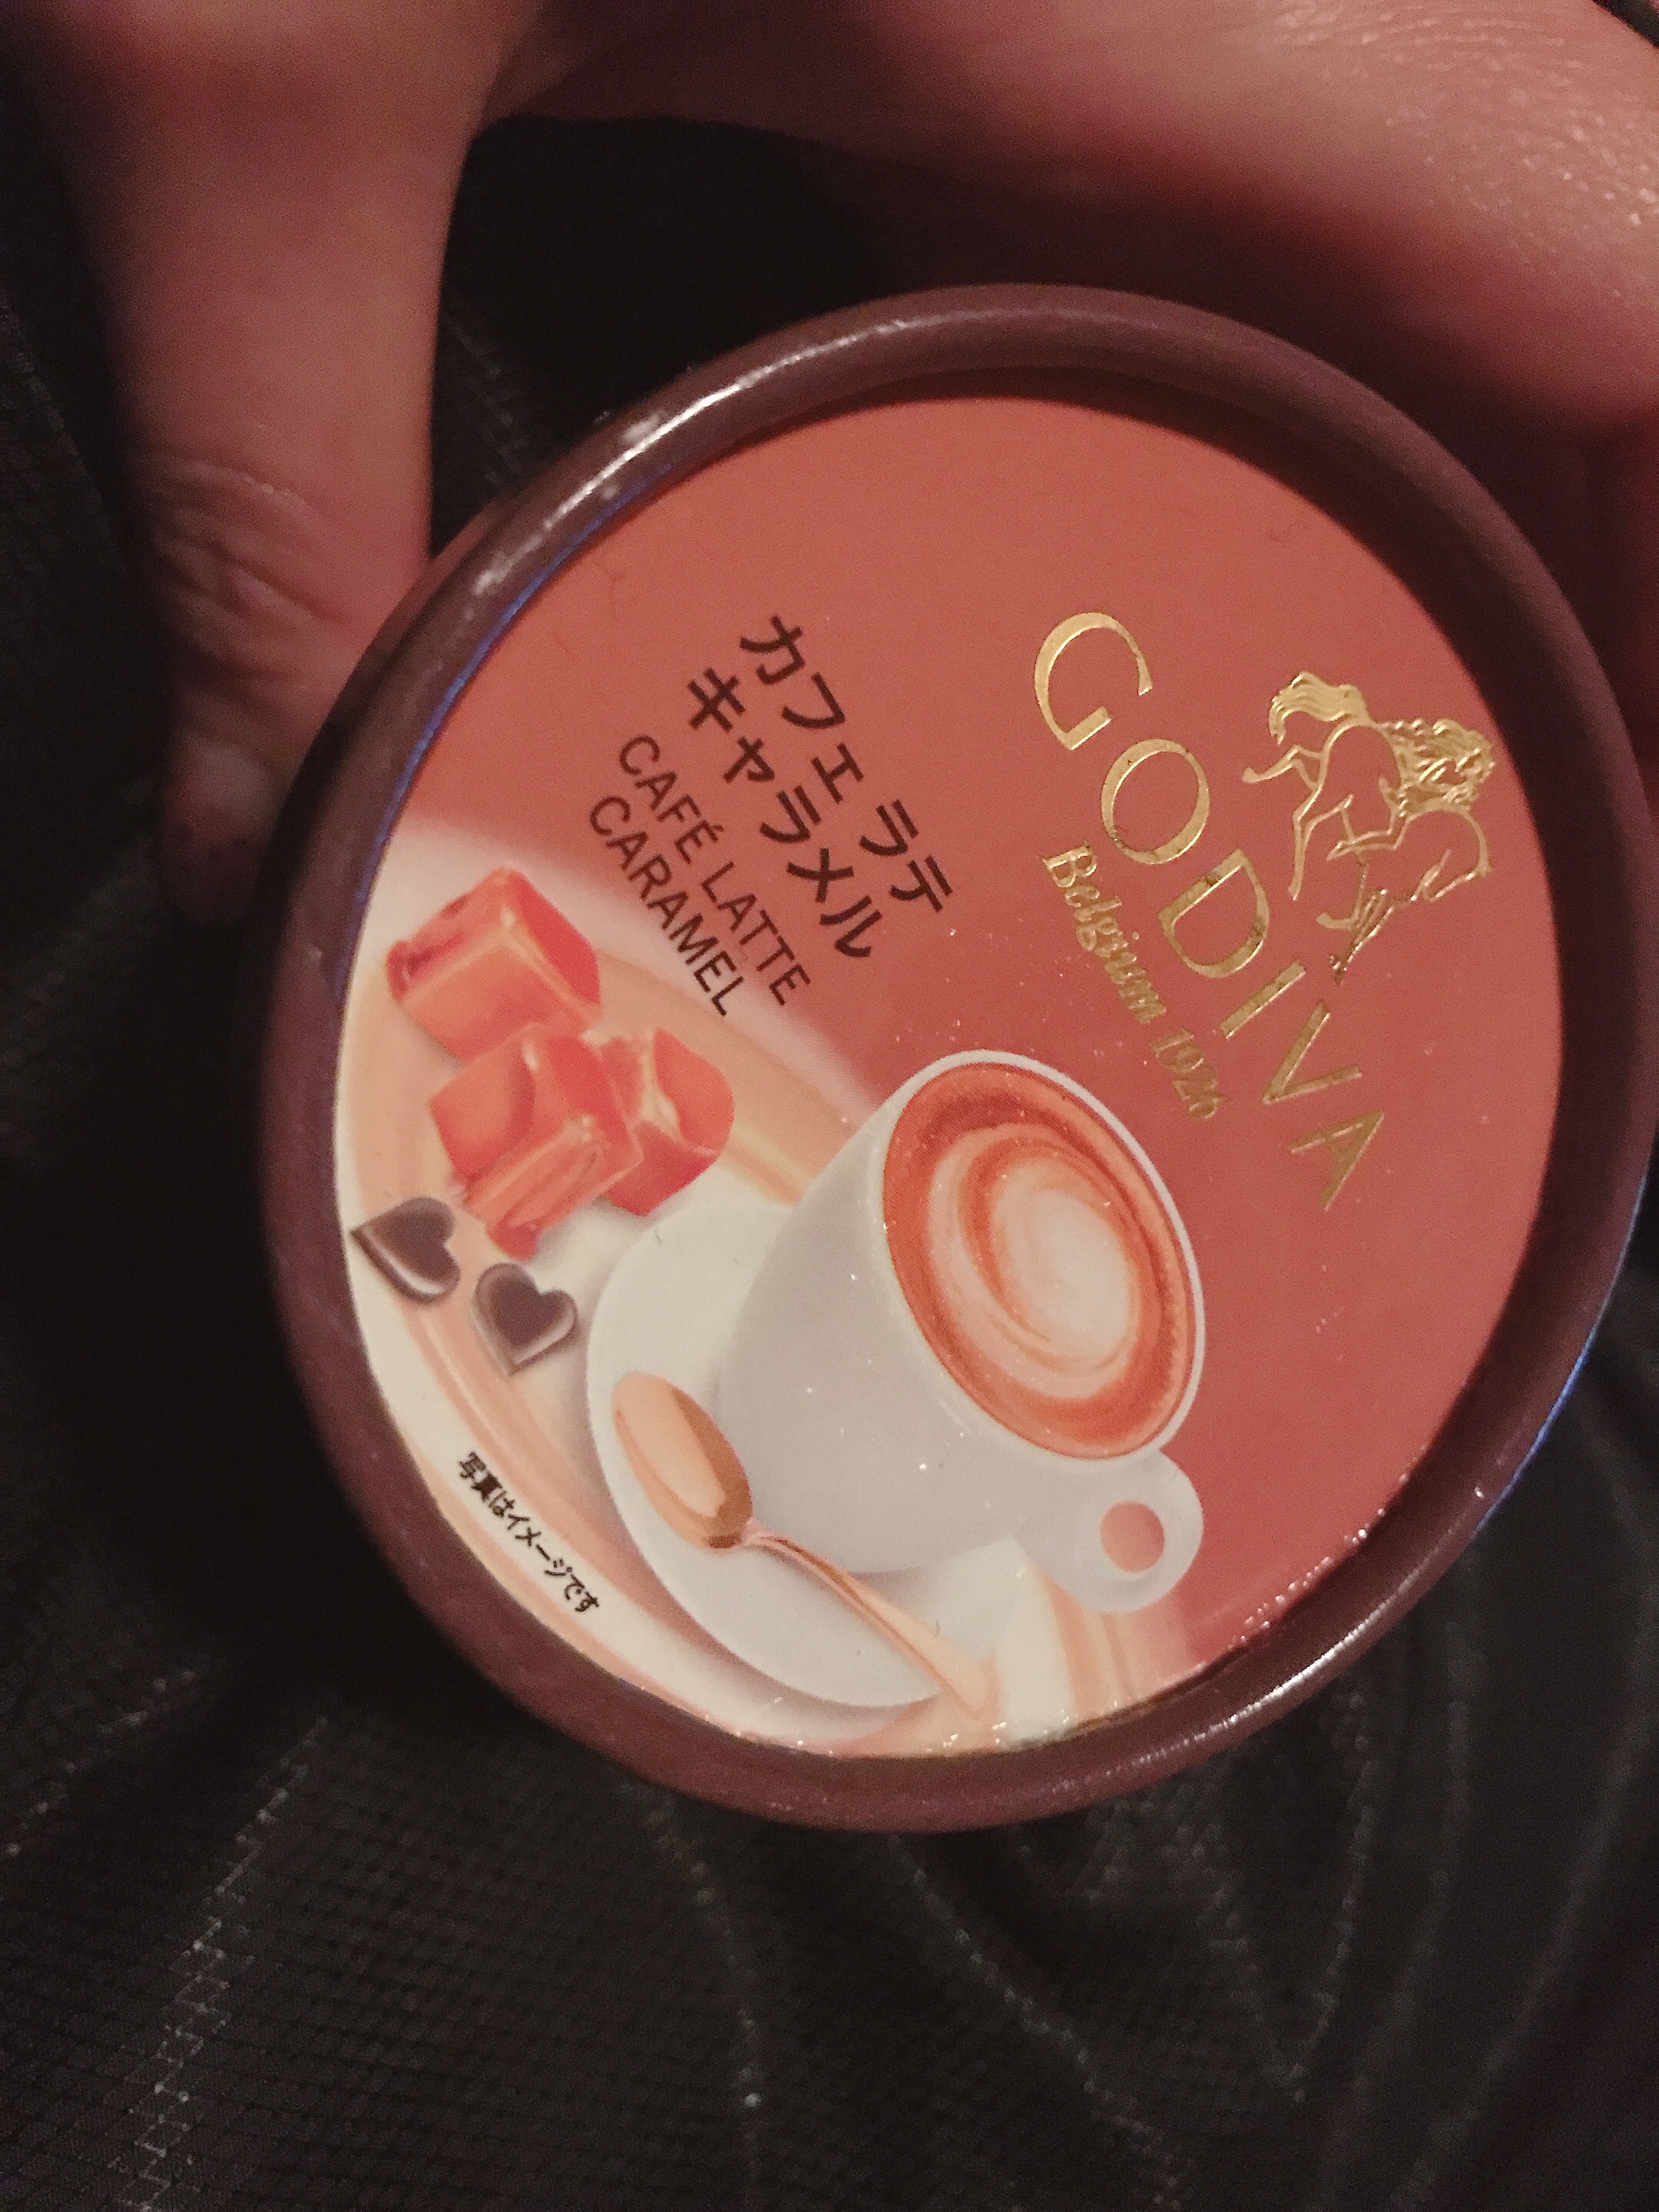 GODIVA
Belgium 1926
カフェ ラテ
キャラメル
CAFÉ LATTE
CARAMEL
写真はイメージです